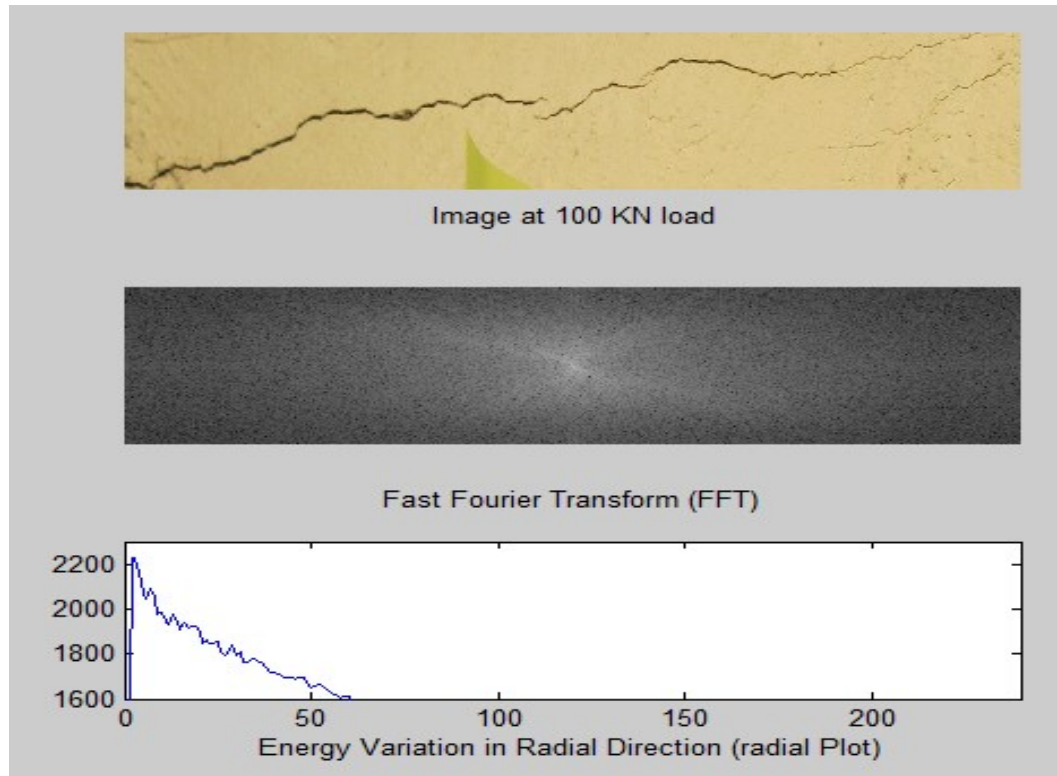 Image at 100 KN load
Fast Fourier Transform (FFT)
2200
2000
1800
1600
0 50 100 150 200
Energy Variation in Radial Direction (radial Plot)